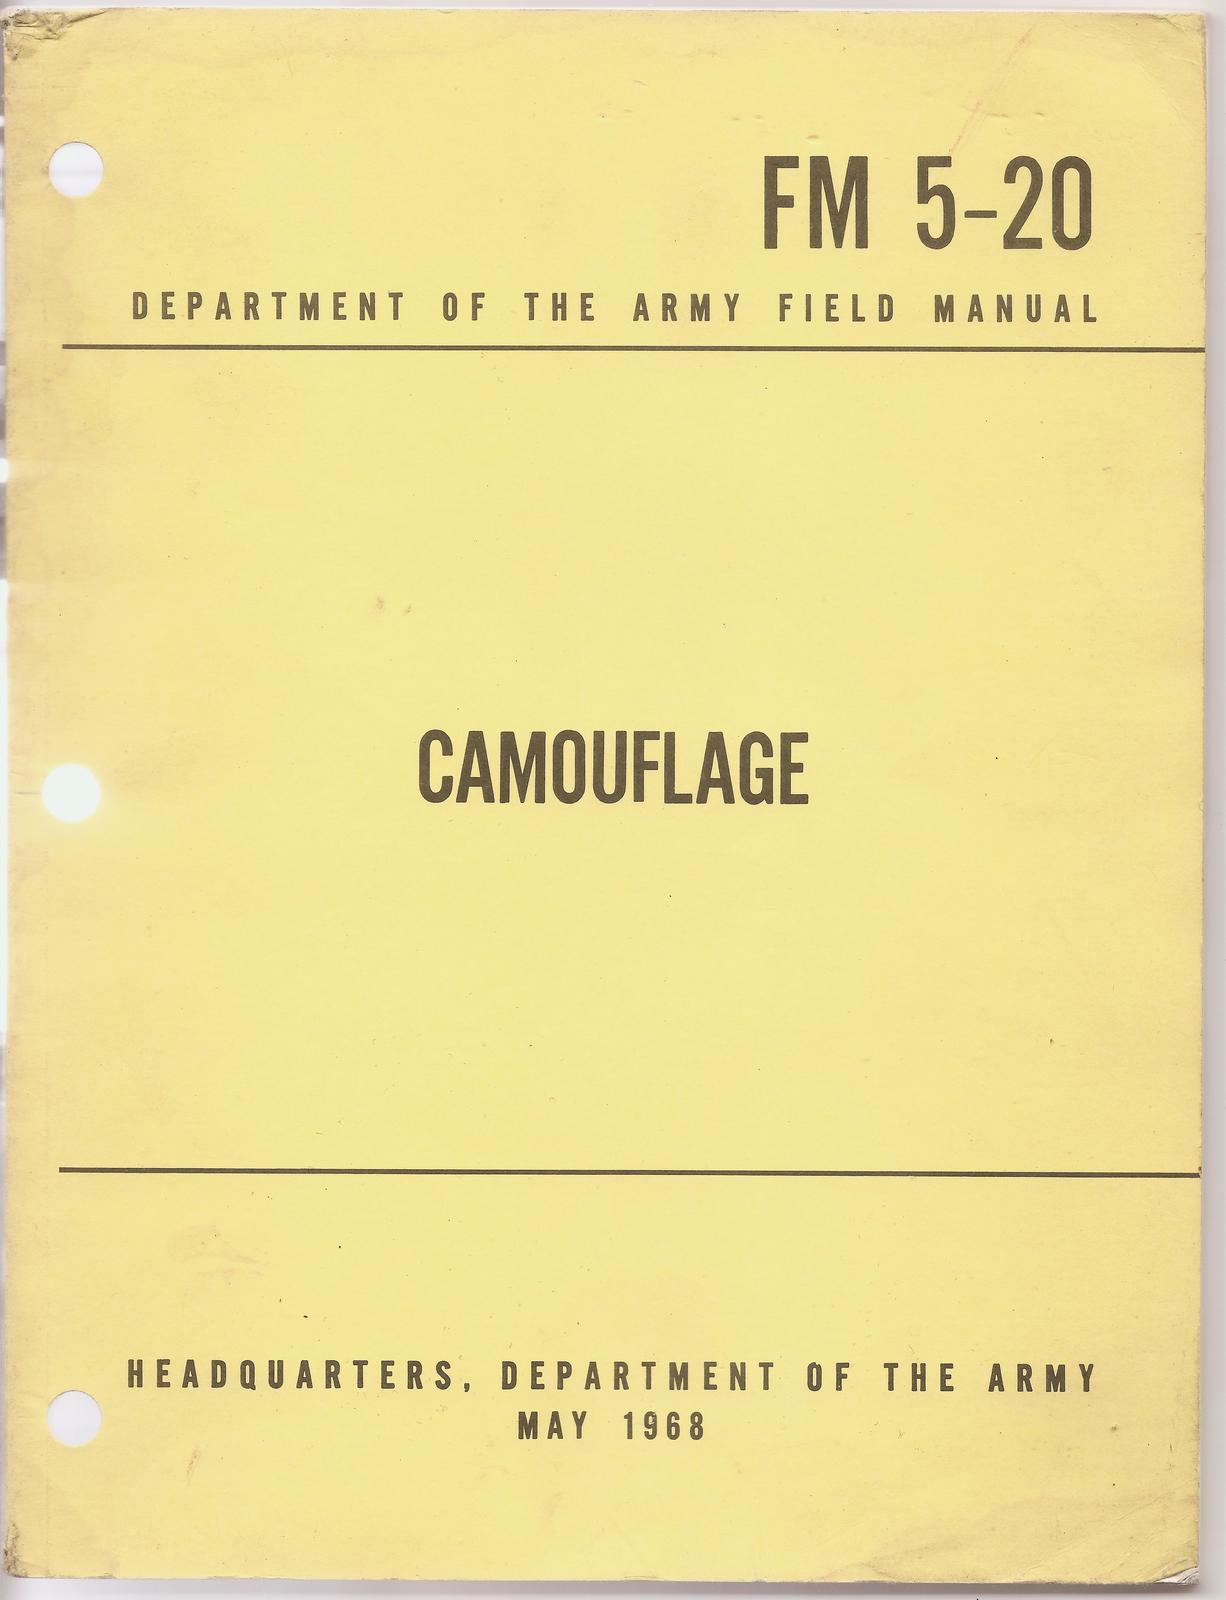 FM 5-20
DEPARTMENT OF THE ARMY FIELD MANUAL
CAMOUFLAGE
HEADQUARTERS, DEPARTMENT OF THE ARMY
MAY 1968